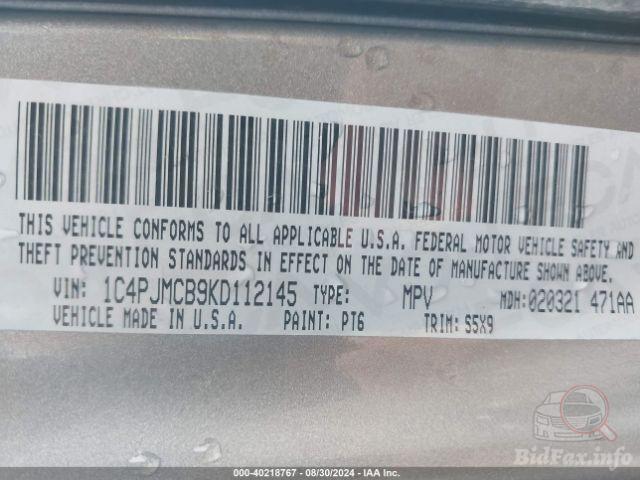 THIS VEHICLE CONFORMS TO ALL APPLICABLE U.S.A. FEDERAL MOTOR VEHICLE SAFETY AND
THEFT PREVENTION STANDARDS IN EFFECT ON THE DATE OF MANUFACTURE SHOWN ABOVE.
VIN: 1C4PJMCB9KD112145 TYPE: MPV MDH: 020321 471AA
VEHICLE MADE IN U.S.A. PAINT: PTG TRIM: S5X9
BidFax.info
000-40218767 - 08/30/2024 - IAA Inc.